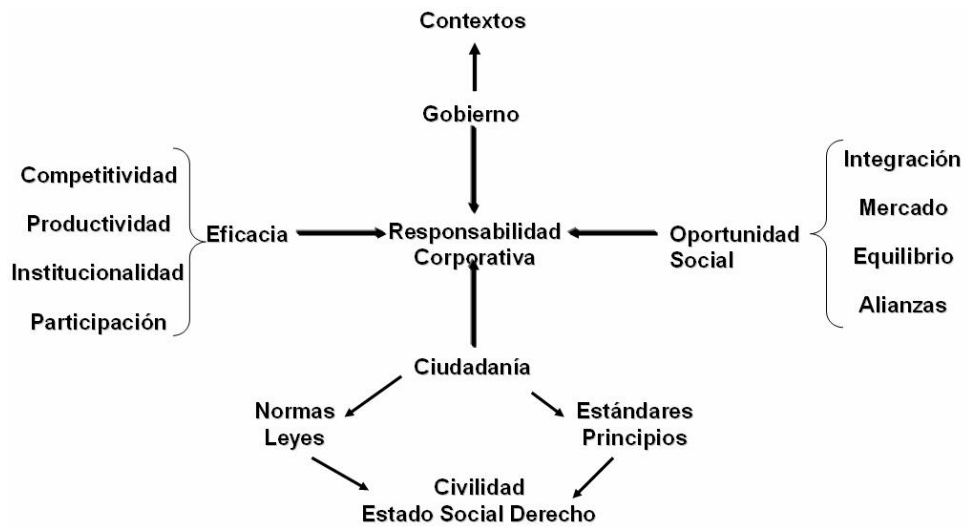 Contextos
Gobierno
Competitividad
Productividad
Institucionalidad
Participación
Eficacia
Responsabilidad
Corporativa
Oportunidad
Social
Integración
Mercado
Equilibrio
Alianzas
Ciudadanía
Normas
Leyes
Estándares
Principios
Civilidad
Estado Social Derecho